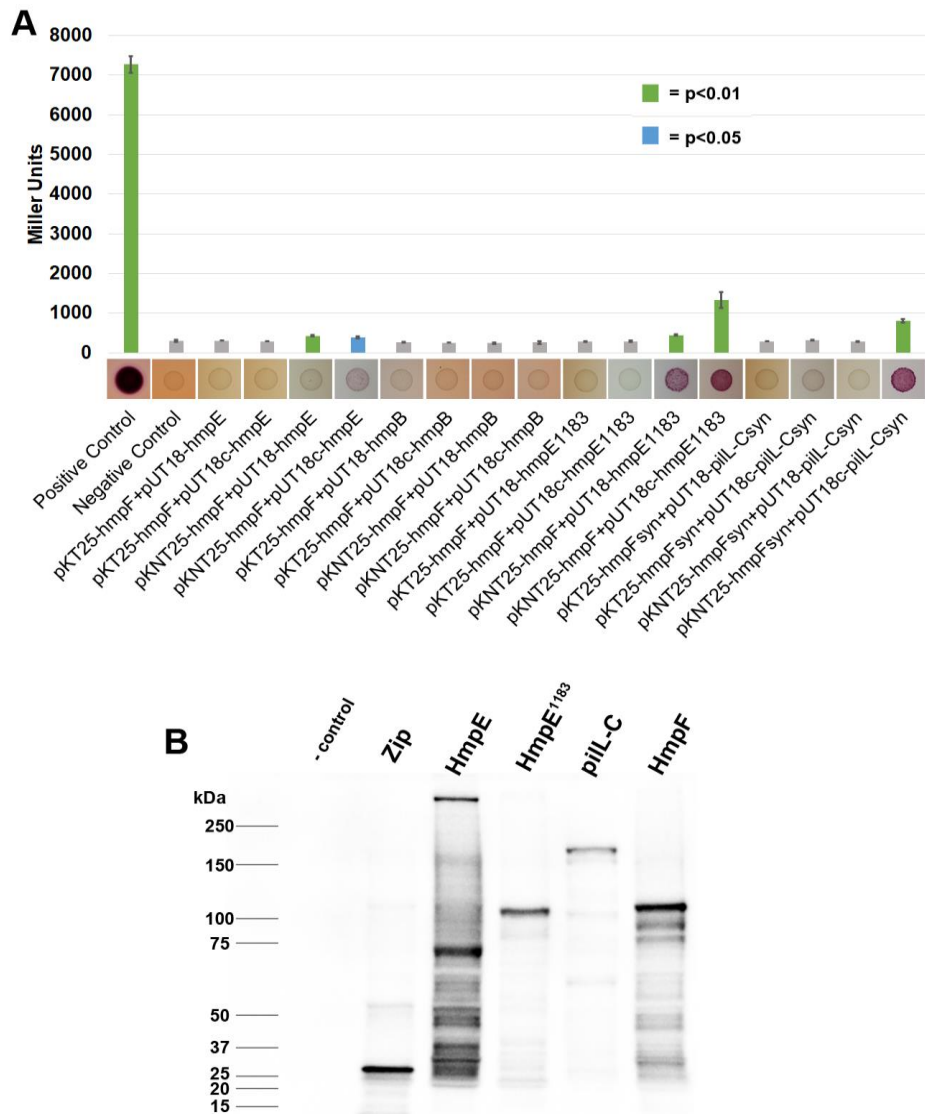 A
8000
7000
6000
5000
4000
3000
2000
1000
0
Miller Units
= p<0.01
= p<0.05
Positive Control
Negative Control
pKT25-hmpF+pUT18-hmpE
pKT25-hmpF+pUT18c-hmpE
pKNT25-hmpF+pUT18-hmpE
pKNT25-hmpF+pUT18c-hmpE
pKT25-hmpF+pUT18-hmpB
pKT25-hmpF+pUT18c-hmpB
pKNT25-hmpF+pUT18-hmpB
pKNT25-hmpF+pUT18c-hmpB
pKT25-hmpF+pUT18-hmpE1183
pKT25-hmpF+pUT18c-hmpE1183
pKNT25-hmpF+pUT18-hmpE1183
pKNT25-hmpF+pUT18c-hmpE1183
pKT25-hmpFsyn+pUT18-pilL-Csyn
pKT25-hmpFsyn+pUT18c-pilL-Csyn
pKNT25-hmpFsyn+pUT18-pilL-Csyn
pKNT25-hmpFsyn+pUT18c-pilL-Csyn
B
- control
Zip
HmpE
HmpE¹¹⁸³
pilL-C
HmpF
kDa
250
150
100
75
50
37
25
20
15